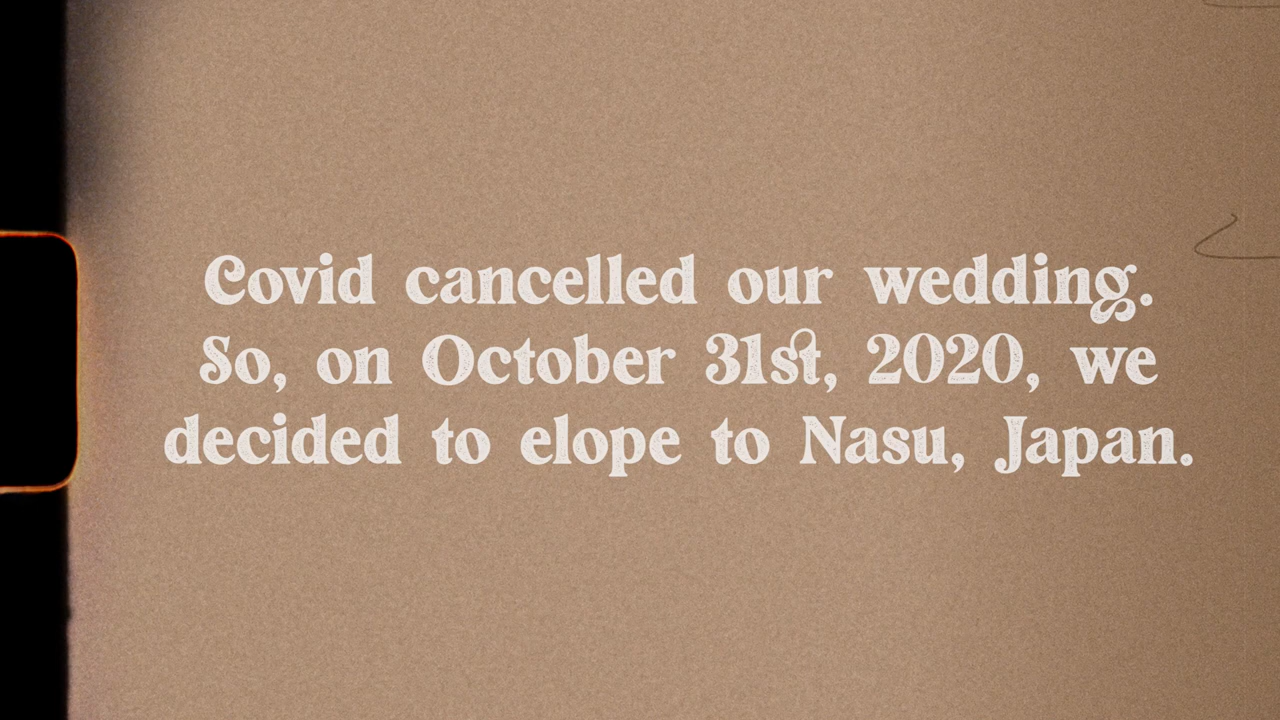 Covid cancelled our wedding.
So, on October 31st, 2020, we
decided to elope to Nasu, Japan.